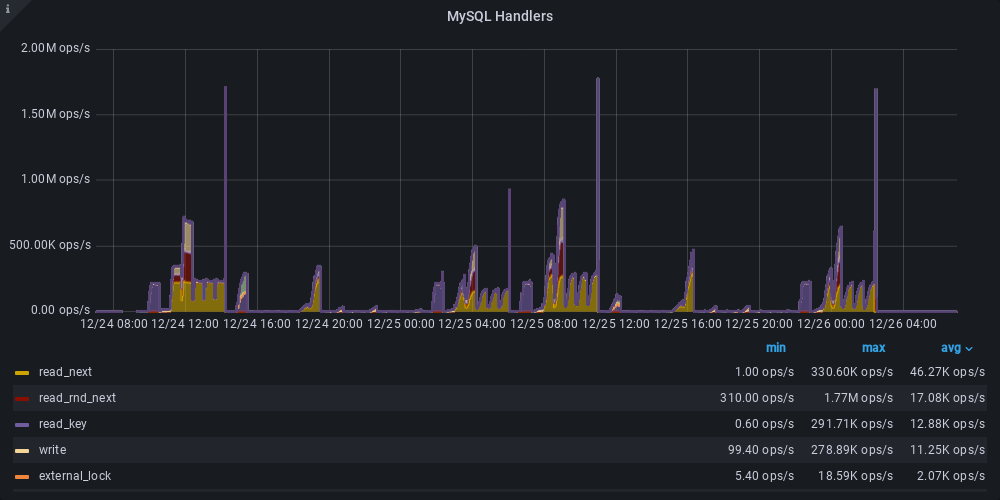 i
MySQL Handlers
2.00M ops/s
1.50M ops/s
1.00M ops/s
500.00K ops/s
0.00 ops/s
12/24 08:00 12/24 12:00 12/24 16:00 12/24 20:00 12/25 00:00 12/25 04:00 12/25 08:00 12/25 12:00 12/25 16:00 12/25 20:00 12/26 00:00 12/26 04:00
min max avg
read_next 1.00 ops/s 330.60K ops/s 46.27K ops/s
read_rnd_next 310.00 ops/s 1.77M ops/s 17.08K ops/s
read_key 0.60 ops/s 291.71K ops/s 12.88K ops/s
write 99.40 ops/s 278.89K ops/s 11.25K ops/s
external_lock 5.40 ops/s 18.59K ops/s 2.07K ops/s